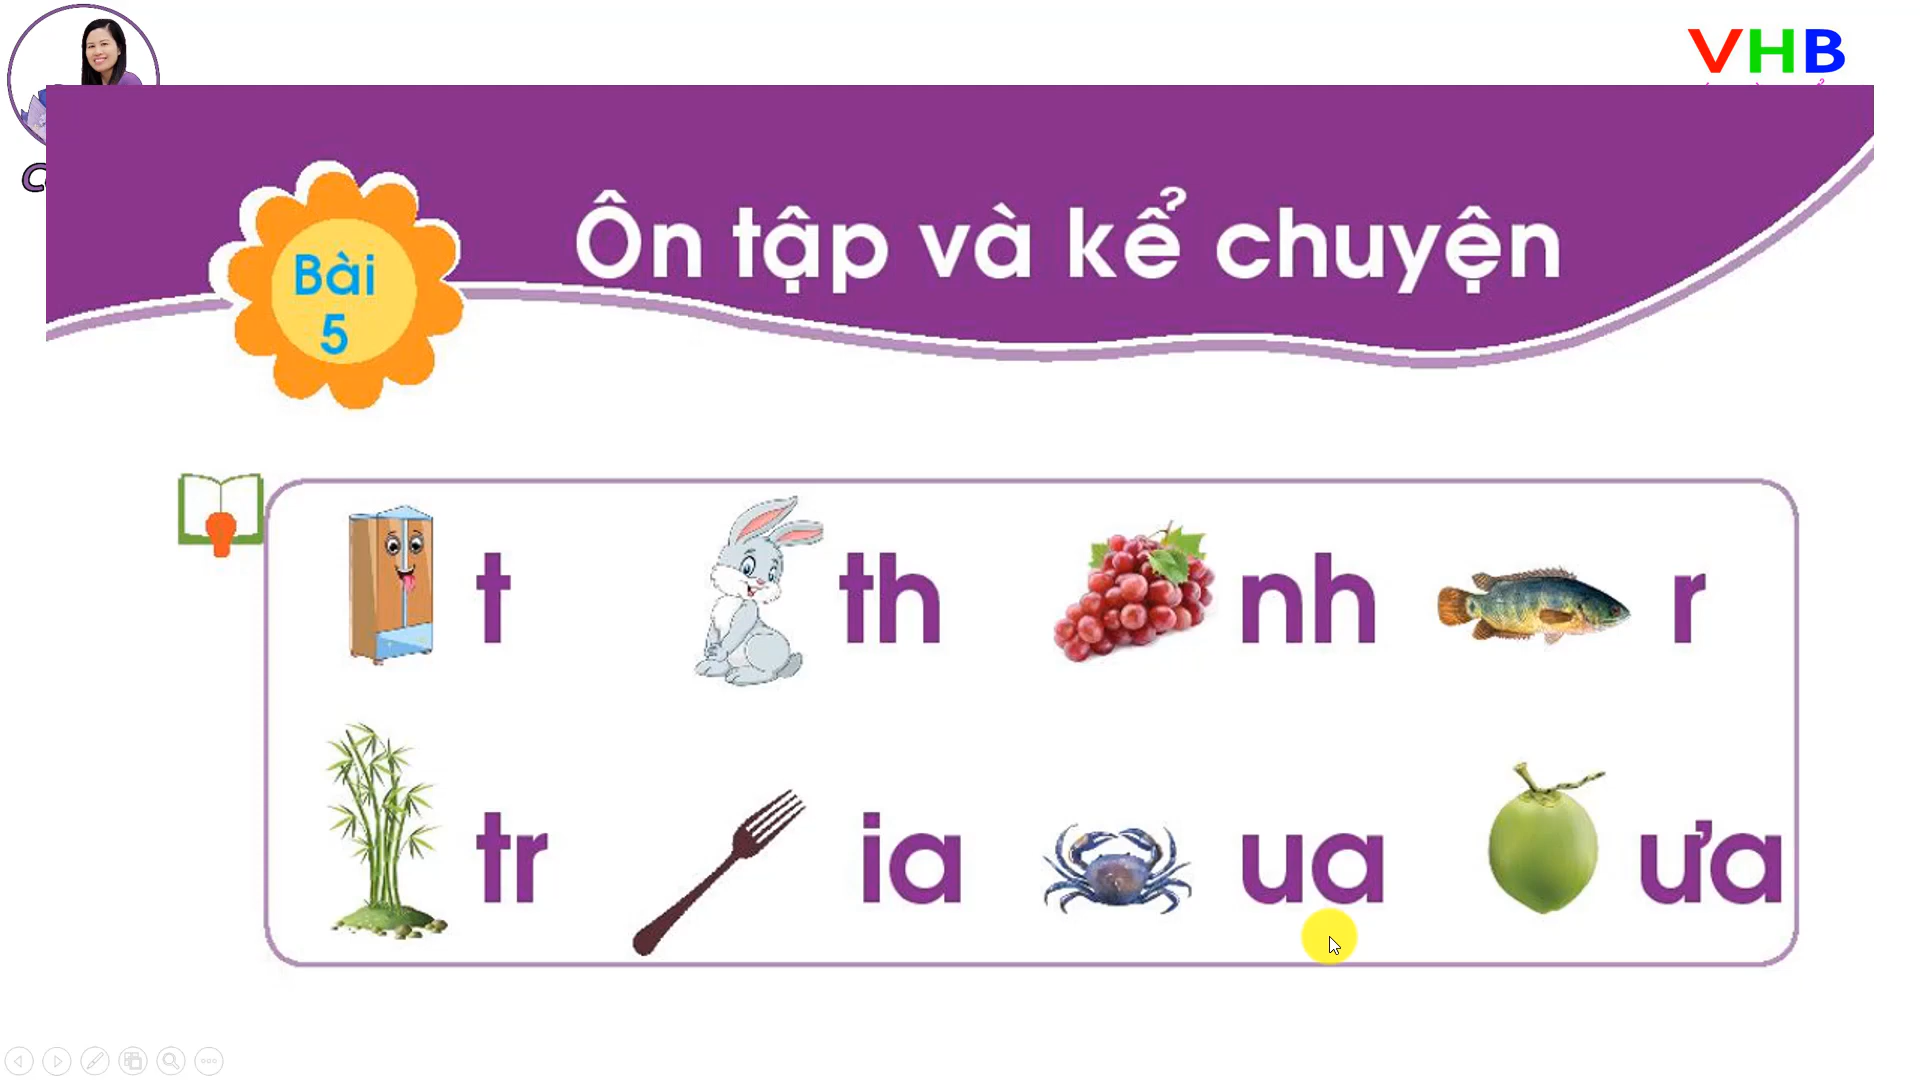 VHB
Ôn tập và kể chuyện
Bài
5
t th nh r
tr ia ua ưa